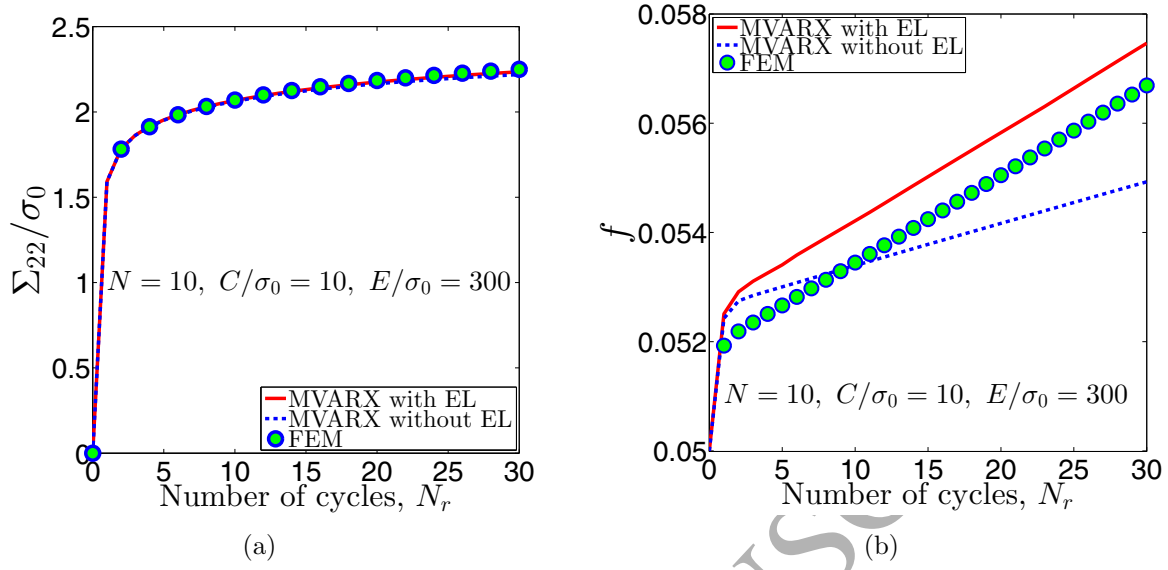 2.5
2
1.5
1
0.5
0
Σ₂₂/σ₀
N = 10, C/σ₀ = 10, E/σ₀ = 300
MVARX with EL
MVARX without EL
FEM
0 5 10 15 20 25 30
Number of cycles, Nᵣ
(a)
0.058
0.056
0.054
0.052
0.05
f
MVARX with EL
MVARX without EL
FEM
N = 10, C/σ₀ = 10, E/σ₀ = 300
0 5 10 15 20 25 30
Number of cycles, Nᵣ
(b)